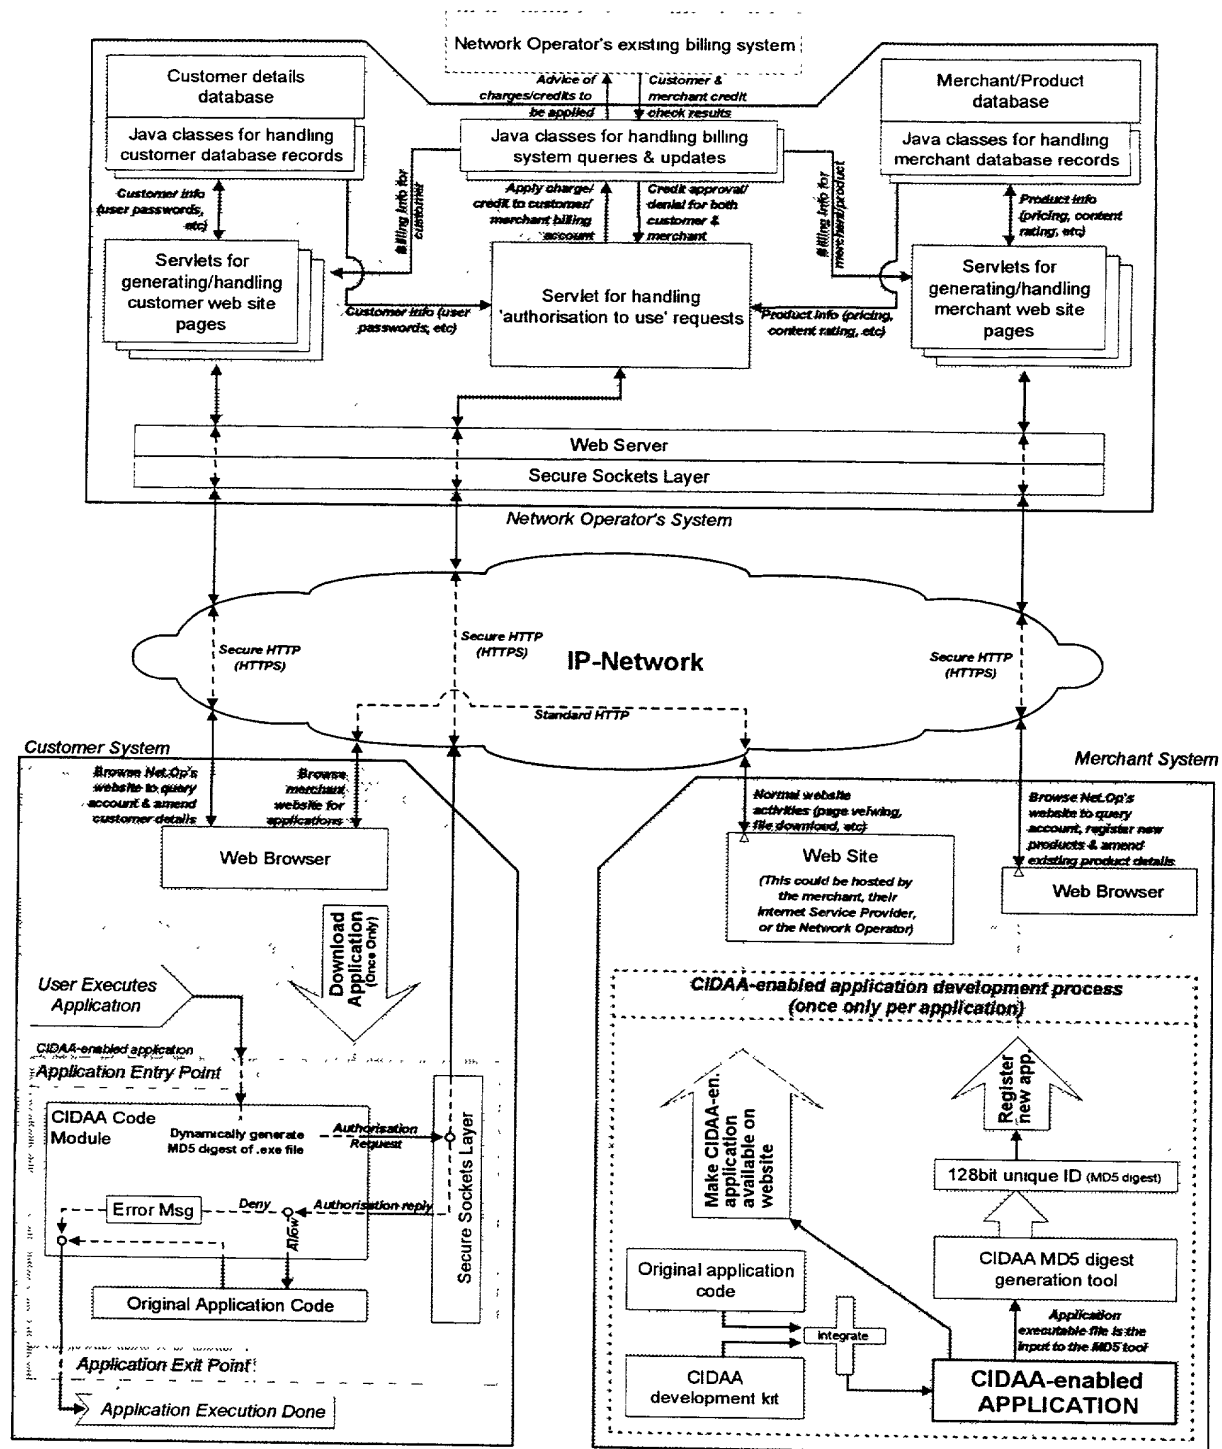 Network Operator's existing billing system
Customer details
database
Advice of
charges/credits to
be applied
Customer &
merchant credit
check results
Merchant/Product
database
Java classes for handling
customer database records
Java classes for handling billing
system queries & updates
Java classes for handling
merchant database records
Customer info
(user passwords,
etc)
Billing Info for
customer
Apply charge/
credit to customer/
merchant billing
account
Credit approval/
denial for both
customer &
merchant
Billing Info for
merchant/product
Product info
(pricing, content
rating, etc)
Servlets for
generating/handling
customer web site
pages
Servlet for handling
'authorisation to use' requests
Servlets for
generating/handling
merchant web site
pages
Customer info (user
passwords, etc)
Product info (pricing,
content rating, etc)
Web Server
Secure Sockets Layer
Network Operator's System
Secure HTTP
(HTTPS)
Secure HTTP
(HTTPS)
IP-Network
Secure HTTP
(HTTPS)
Standard HTTP
Customer System
Merchant System
Browse Net.Op's
website to query
account & amend
customer details
Browse
merchant
website for
applications
Normal website
activities (page veiwing,
file download, etc)
Browse Net.Op's
website to query
account, register new
products & amend
existing product details
Web Browser
Web Site
(This could be hosted by
the merchant, their
Internet Service Provider,
or the Network Operator)
Web Browser
Download
Application
(Once Only)
User Executes
Application
CIDAA-enabled application development process
(once only per application)
CIDAA-enabled application
Application Entry Point
CIDAA Code
Module
Dynamically generate
MD5 digest of .exe file
Authorisation
Request
Secure Sockets Layer
Make CIDAA-en.
application
available on
website
Register
new app.
128bit unique ID (MD5 digest)
Error Msg
Deny
Allow
Authorisation reply
Original Application Code
Original application
code
CIDAA MD5 digest
generation tool
integrate
Application
executable file is the
input to the MD5 tool
Application Exit Point
CIDAA
development kit
CIDAA-enabled
APPLICATION
Application Execution Done